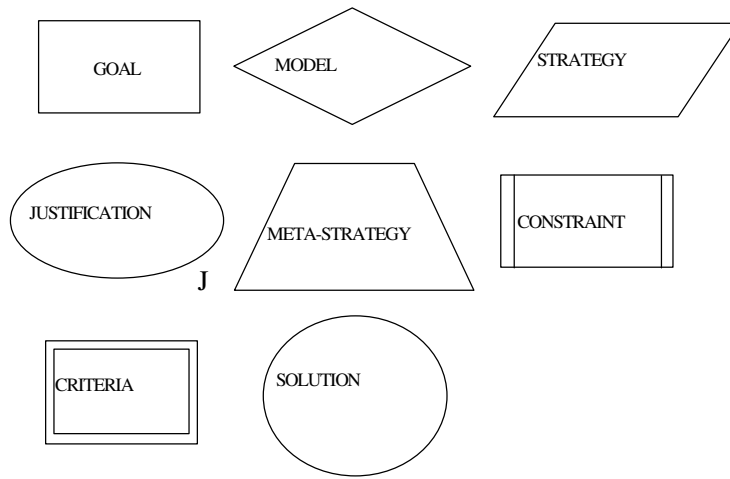 GOAL
MODEL
STRATEGY
JUSTIFICATION
META-STRATEGY
CONSTRAINT
J
CRITERIA
SOLUTION